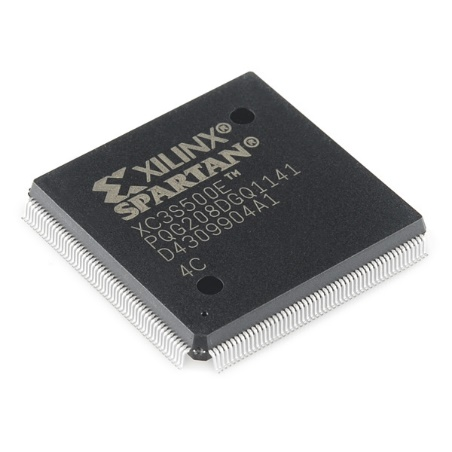 XILINX®
SPARTAN®
XC3S500E™
PQG208DGQ1141
D4309904A1
4C